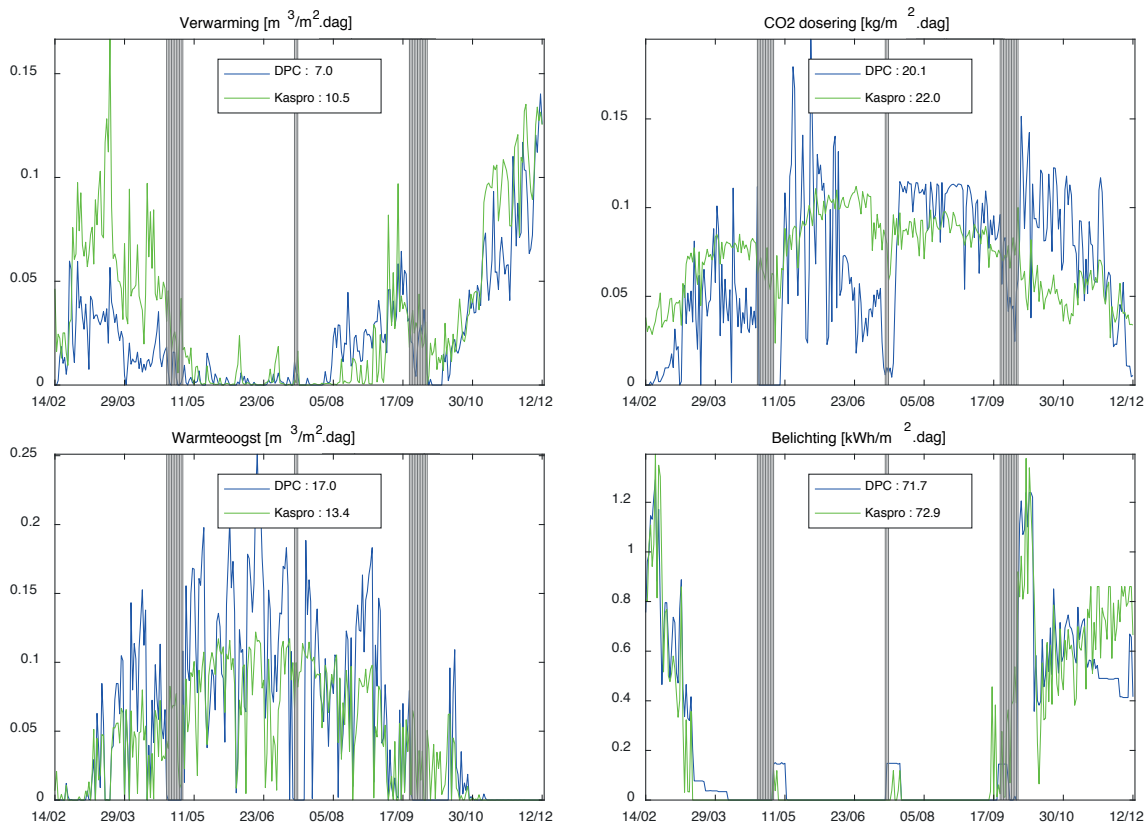 Verwarming [m 3/m2.dag]
0.15
0.1
0.05
0
DPC : 7.0
Kaspro : 10.5
14/02 29/03 11/05 23/06 05/08 17/09 30/10 12/12
CO2 dosering [kg/m 2.dag]
0.15
0.1
0.05
0
DPC : 20.1
Kaspro : 22.0
14/02 29/03 11/05 23/06 05/08 17/09 30/10 12/12
Warmteoogst [m 3/m2.dag]
0.25
0.2
0.15
0.1
0.05
0
DPC : 17.0
Kaspro : 13.4
14/02 29/03 11/05 23/06 05/08 17/09 30/10 12/12
Belichting [kWh/m 2.dag]
1.2
1
0.8
0.6
0.4
0.2
0
DPC : 71.7
Kaspro : 72.9
14/02 29/03 11/05 23/06 05/08 17/09 30/10 12/12